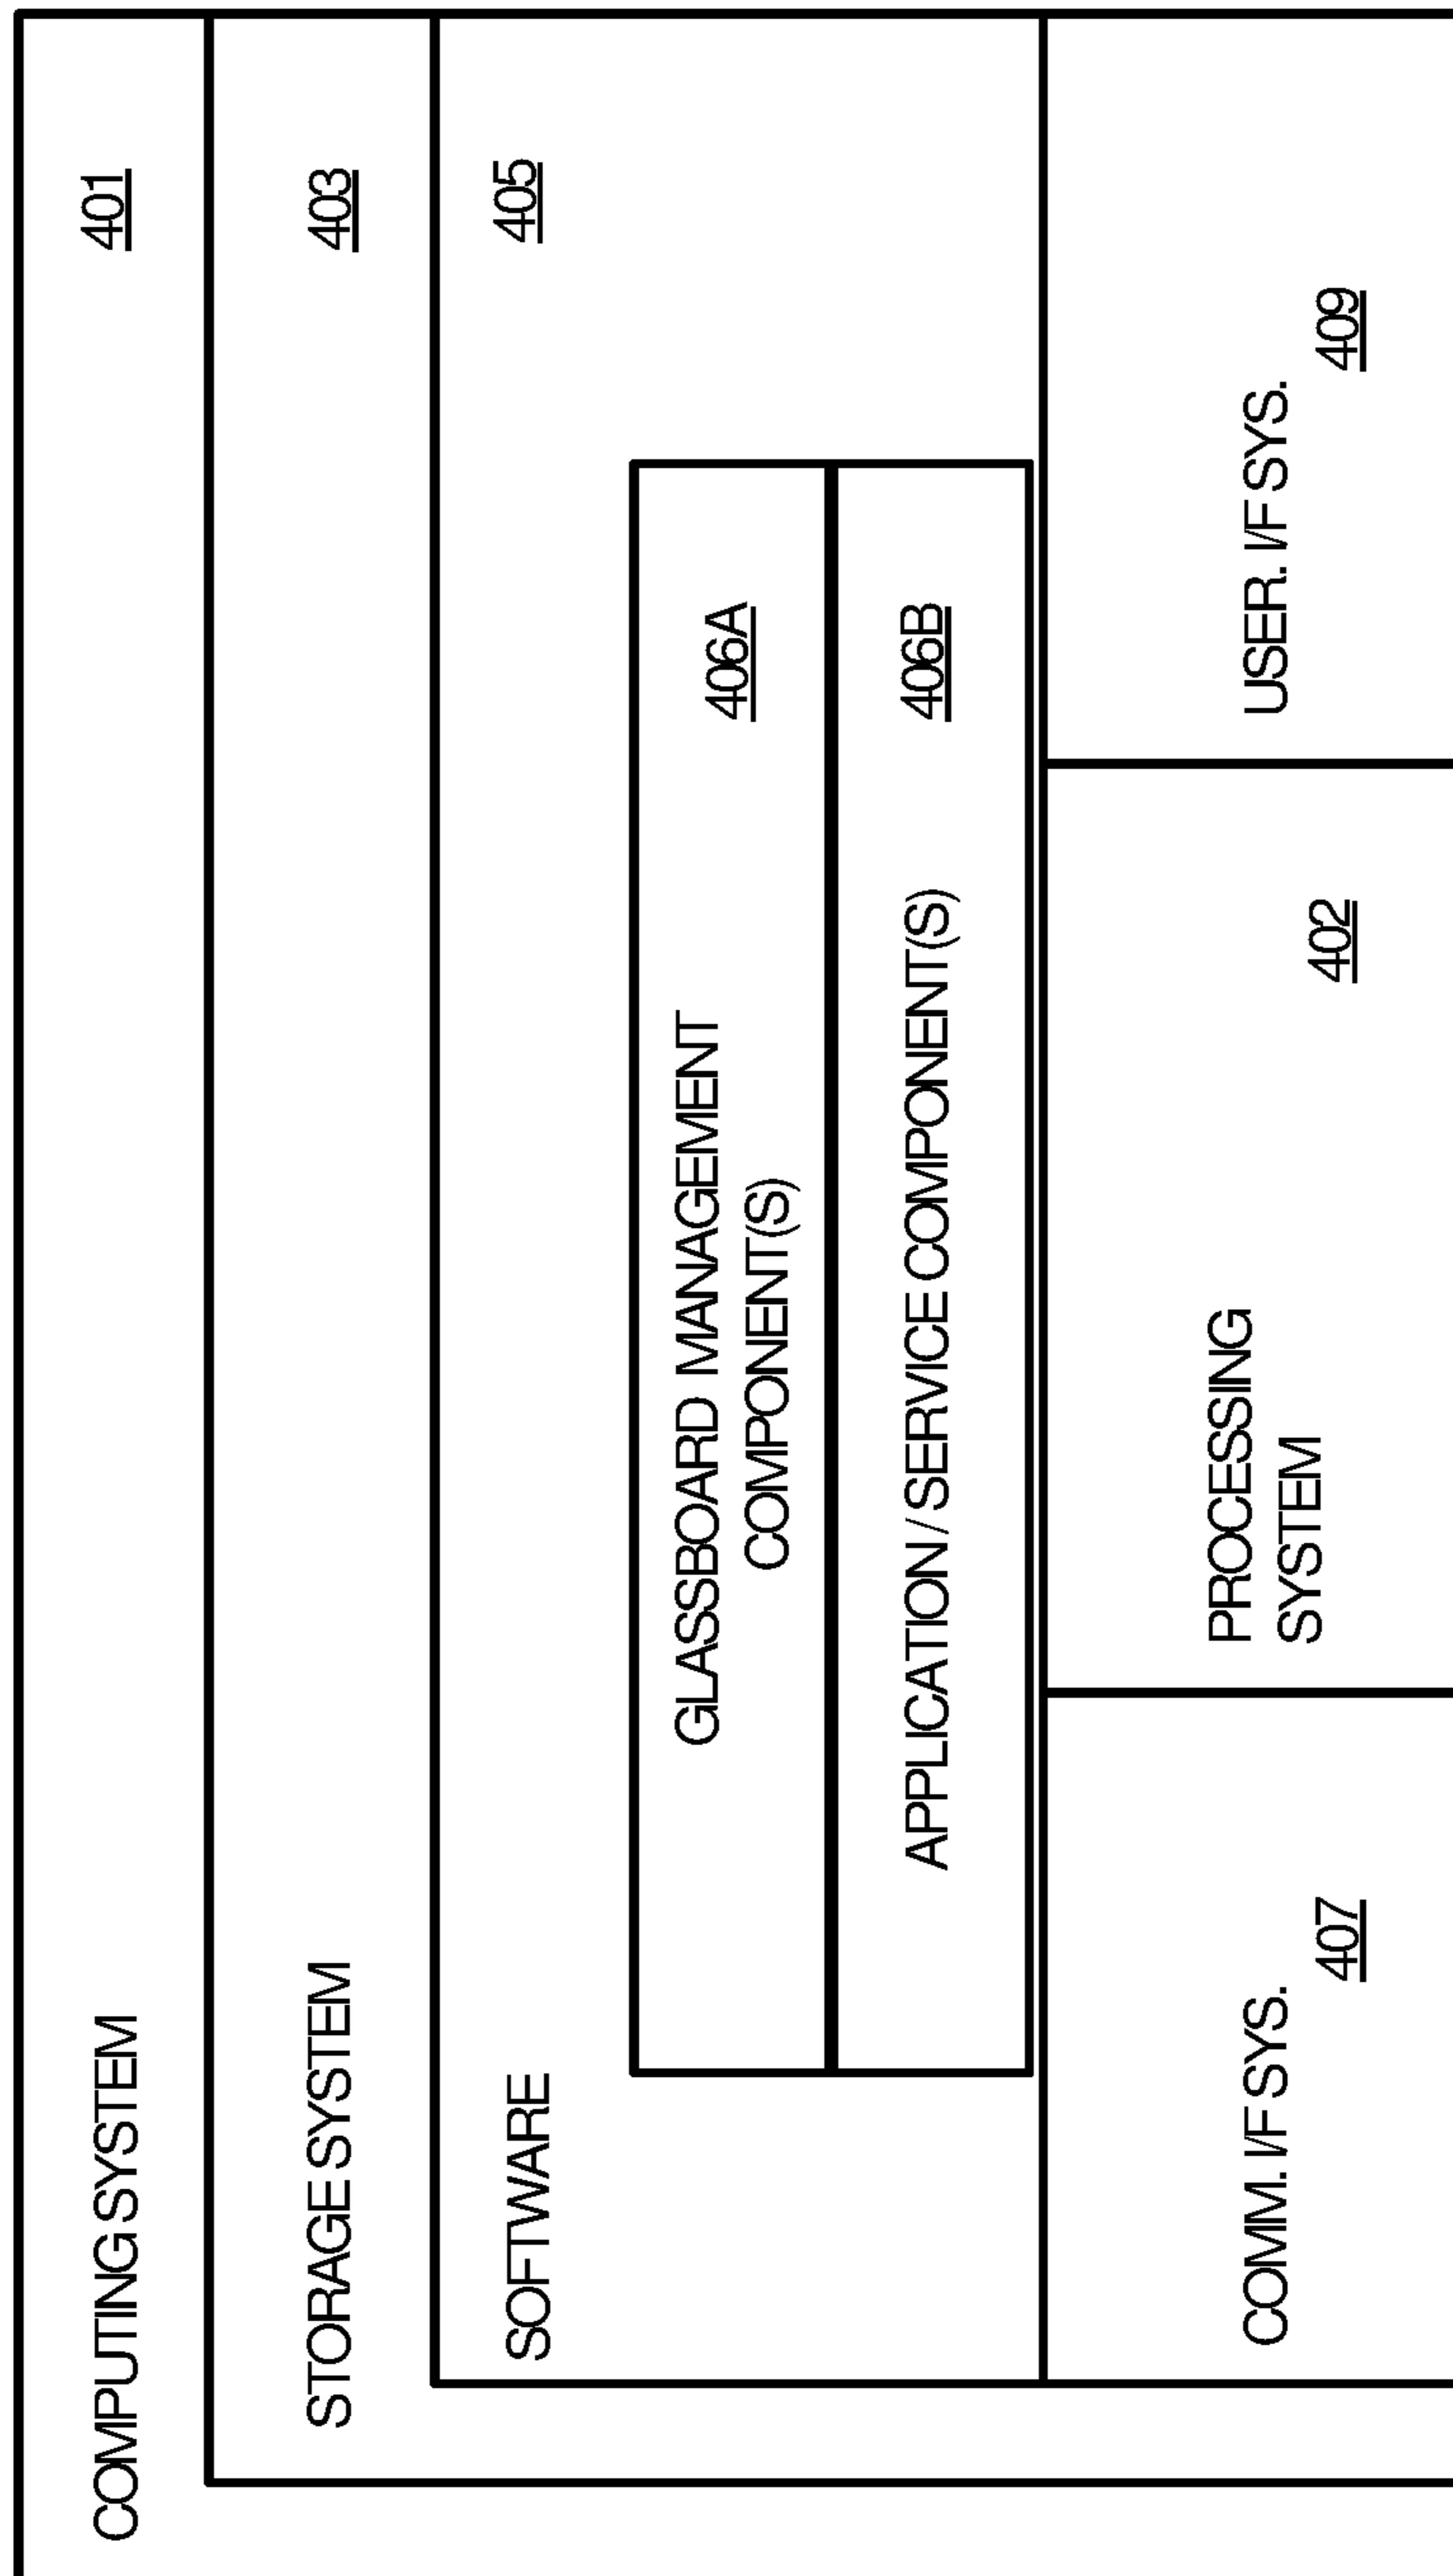 COMPUTING SYSTEM 401
STORAGE SYSTEM 403
SOFTWARE 405
GLASSBOARD MANAGEMENT
COMPONENT(S)
406A
APPLICATION / SERVICE COMPONENT(S) 406B
COMM. I/F SYS.
407
PROCESSING
SYSTEM
402
USER. I/F SYS.
409